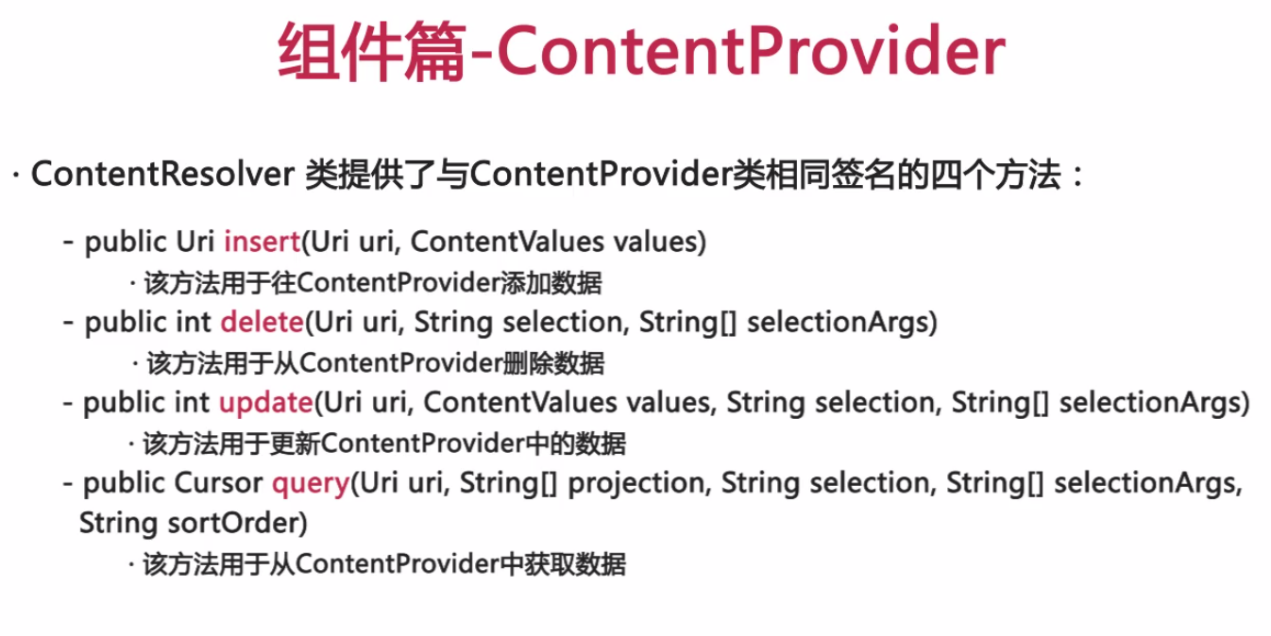 组件篇-ContentProvider
· ContentResolver 类提供了与ContentProvider类相同签名的四个方法：
- public Uri insert(Uri uri, ContentValues values)
· 该方法用于往ContentProvider添加数据
- public int delete(Uri uri, String selection, String[] selectionArgs)
· 该方法用于从ContentProvider删除数据
- public int update(Uri uri, ContentValues values, String selection, String[] selectionArgs)
· 该方法用于更新ContentProvider中的数据
- public Cursor query(Uri uri, String[] projection, String selection, String[] selectionArgs,
String sortOrder)
· 该方法用于从ContentProvider中获取数据